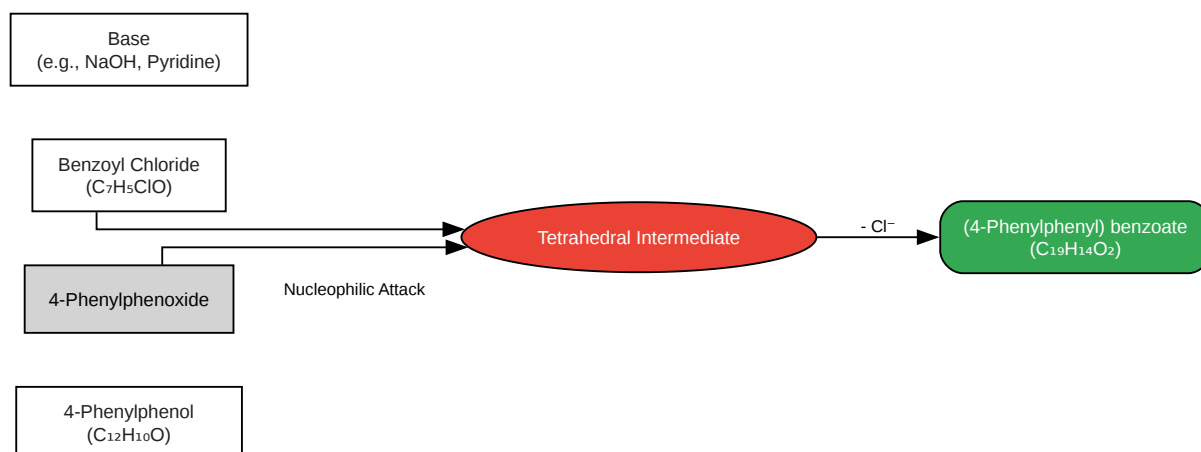 Base
(e.g., NaOH, Pyridine)
Benzoyl Chloride
(C₇H₅ClO)
4-Phenylphenoxide
Nucleophilic Attack
4-Phenylphenol
(C₁₂H₁₀O)
Tetrahedral Intermediate
- Cl⁻
(4-Phenylphenyl) benzoate
(C₁₉H₁₄O₂)